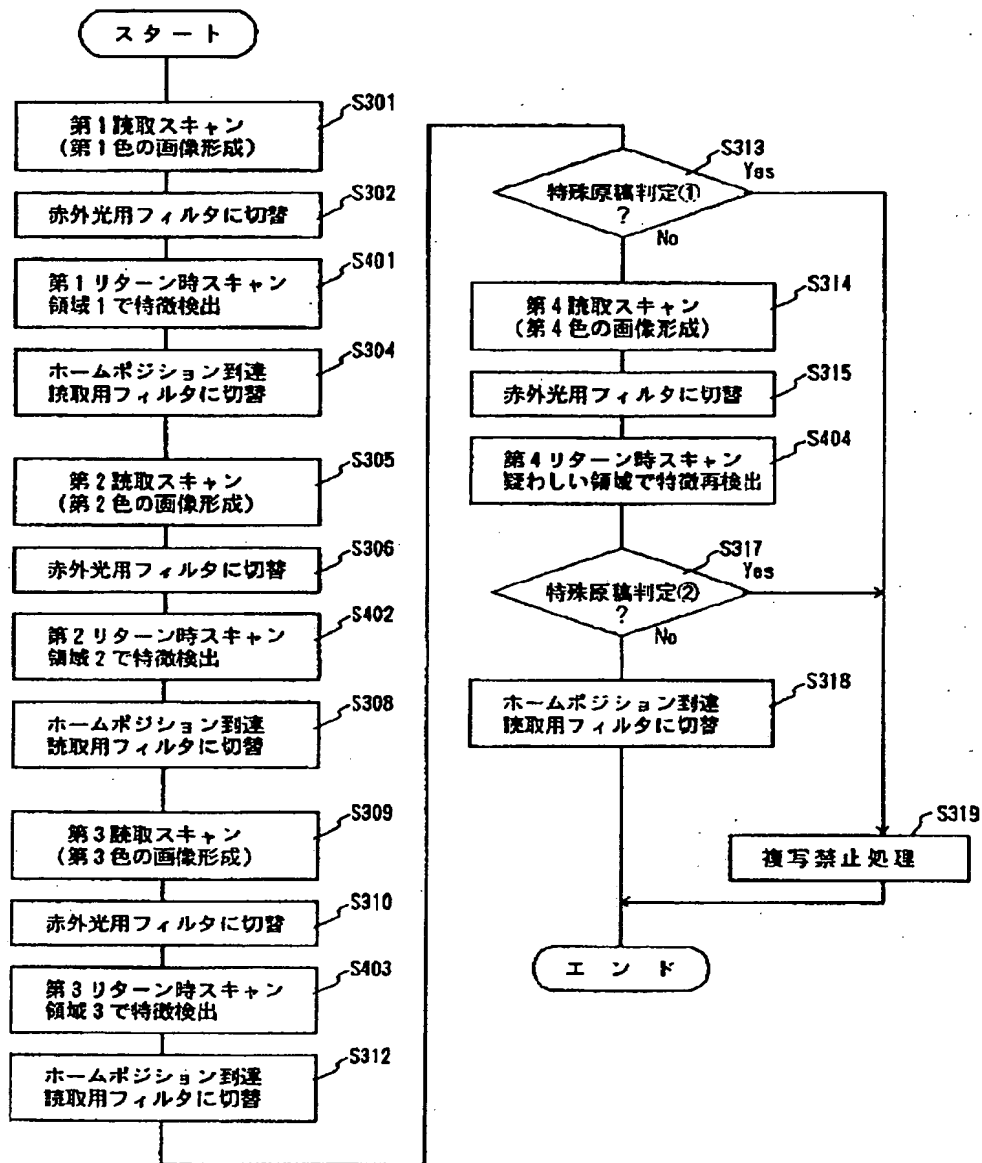 スタート
S301
第1読取スキャン
(第1色の画像形成)
S302
赤外光用フィルタに切替
S401
第1リターン時スキャン
領域1で特徴検出
S304
ホームポジション到達
読取用フィルタに切替
S305
第2読取スキャン
(第2色の画像形成)
S306
赤外光用フィルタに切替
S402
第2リターン時スキャン
領域2で特徴検出
S308
ホームポジション到達
読取用フィルタに切替
S309
第3読取スキャン
(第3色の画像形成)
S310
赤外光用フィルタに切替
S403
第3リターン時スキャン
領域3で特徴検出
S312
ホームポジション到達
読取用フィルタに切替
S313
Yes
特殊原稿判定①
?
No
S314
第4読取スキャン
(第4色の画像形成)
S315
赤外光用フィルタに切替
S404
第4リターン時スキャン
疑わしい領域で特徴再検出
S317
Yes
特殊原稿判定②
?
No
S318
ホームポジション到達
読取用フィルタに切替
S319
複写禁止処理
エンド